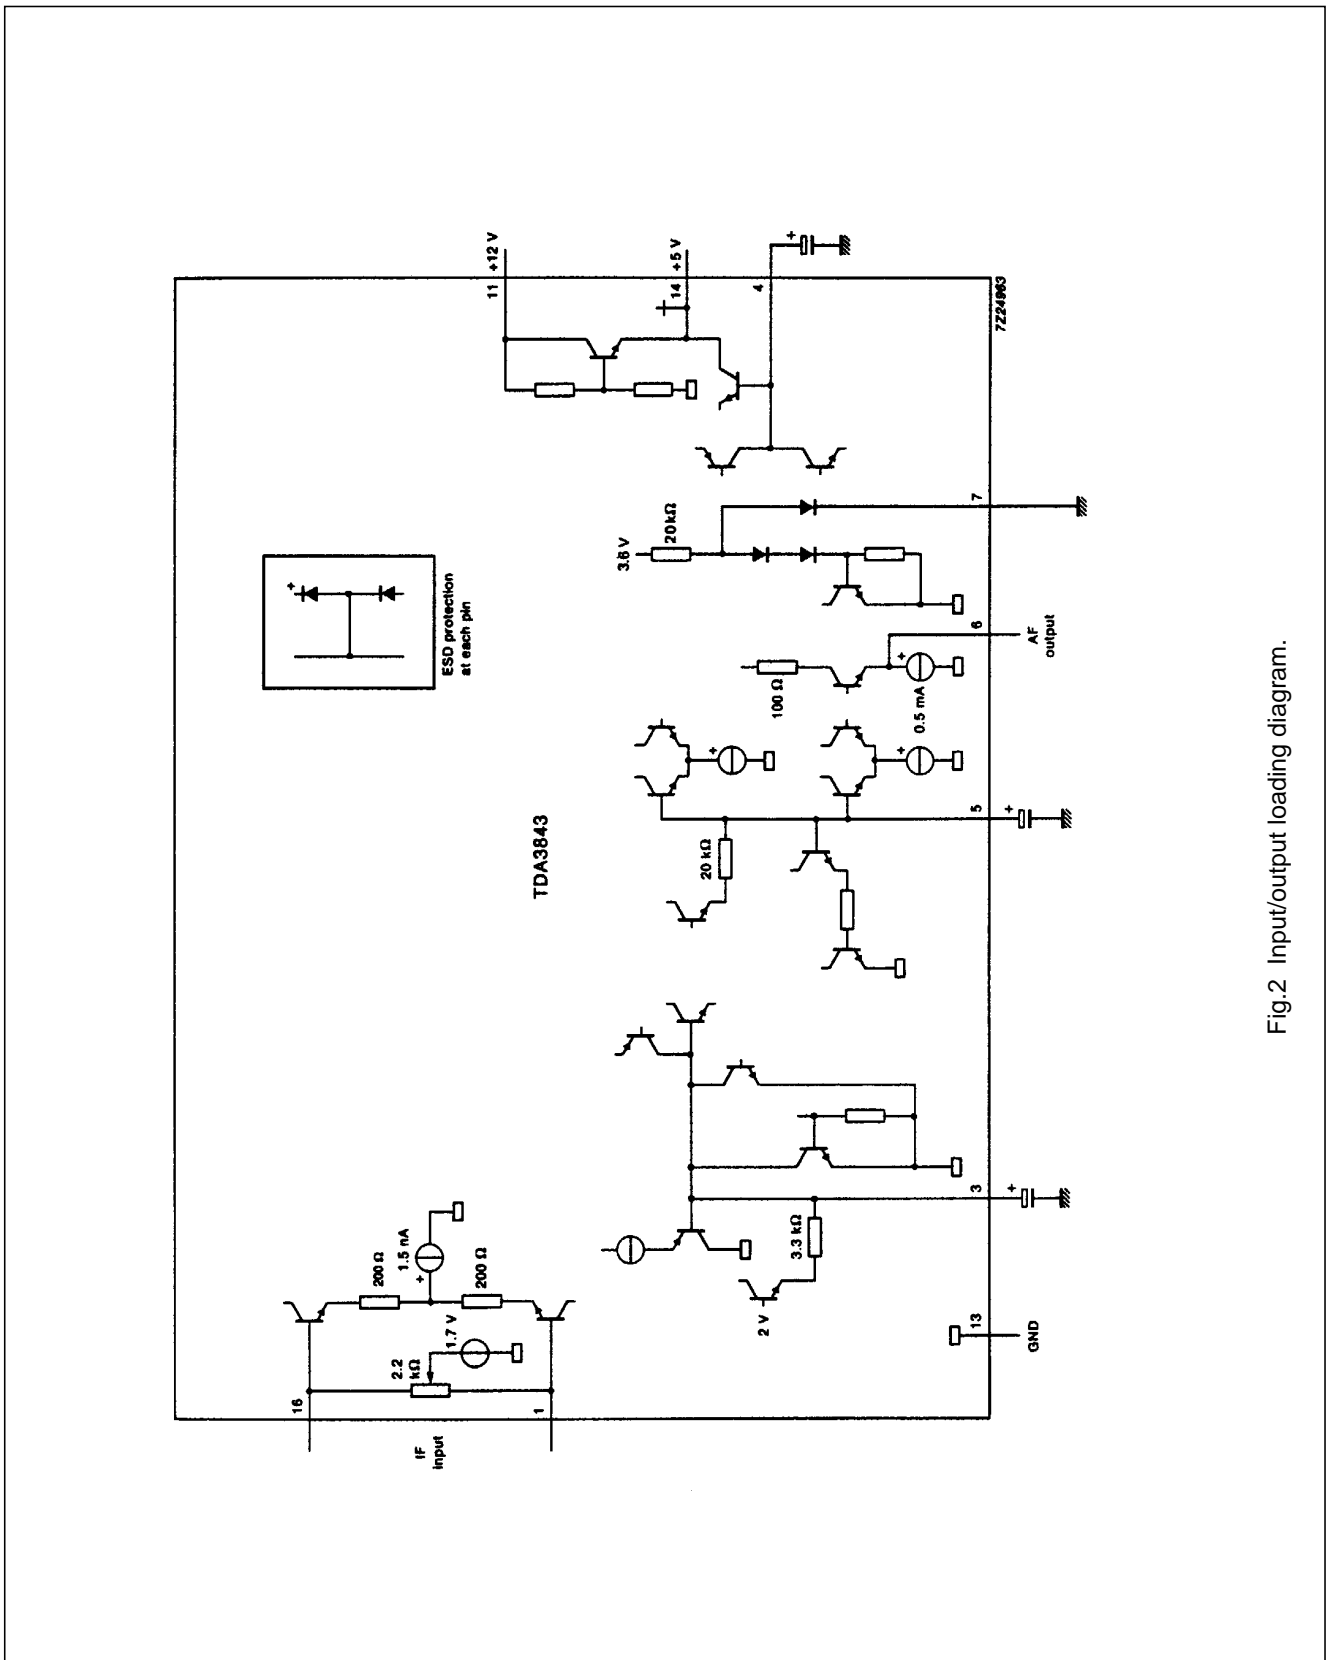 11 +12 V
14 +5 V
4
7Z24963
ESD protection
at each pin
+
3.6 V
20 kΩ
7
TDA3843
100 Ω
0.5 mA
+
6
AF
output
+
+
20 kΩ
5
+
+
16
IF
input
1
2.2
kΩ
1.7 V
200 Ω
1.5 nA
+
200 Ω
2 V
3.3 kΩ
3
+
13
GND
Fig.2 Input/output loading diagram.